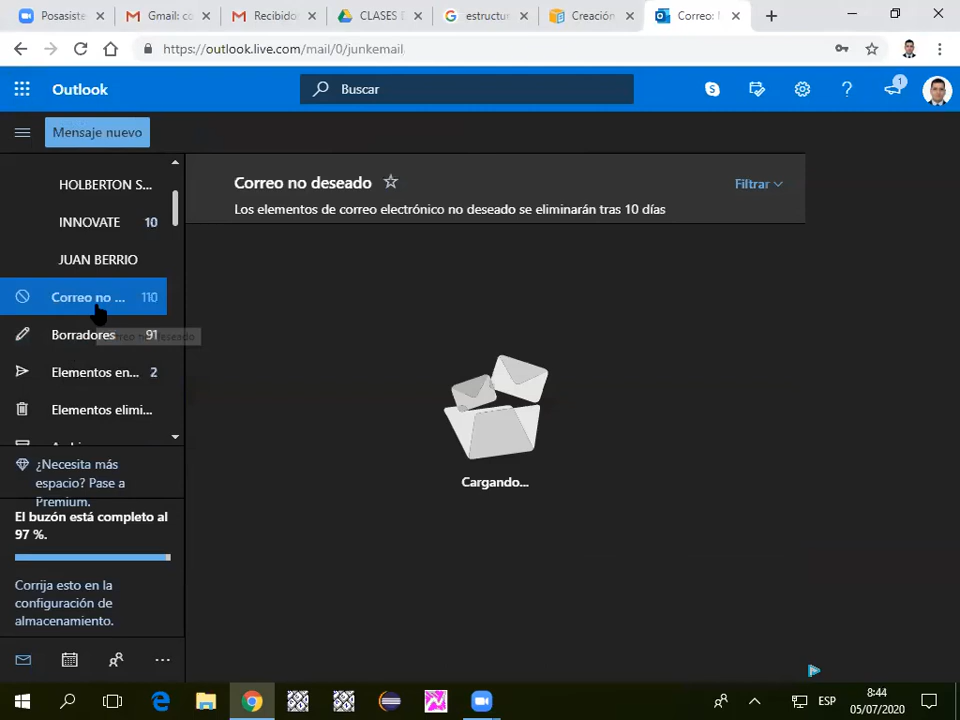 Posasiste
Gmail: co
Recibido
CLASES D
estructur
Creación
Correo: 
https://outlook.live.com/mail/0/junkemail
Outlook
Buscar
1
Mensaje nuevo
HOLBERTON S...
INNOVATE 10
JUAN BERRIO
Correo no ... 110
Borradores 91
Elementos en... 2
Elementos elimi...
Correo no deseado
Filtrar
Los elementos de correo electrónico no deseado se eliminarán tras 10 días
Cargando...
¿Necesita más
espacio? Pase a
Premium.
El buzón está completo al
97 %.
Corrija esto en la
configuración de
almacenamiento.
ESP
8:44
05/07/2020